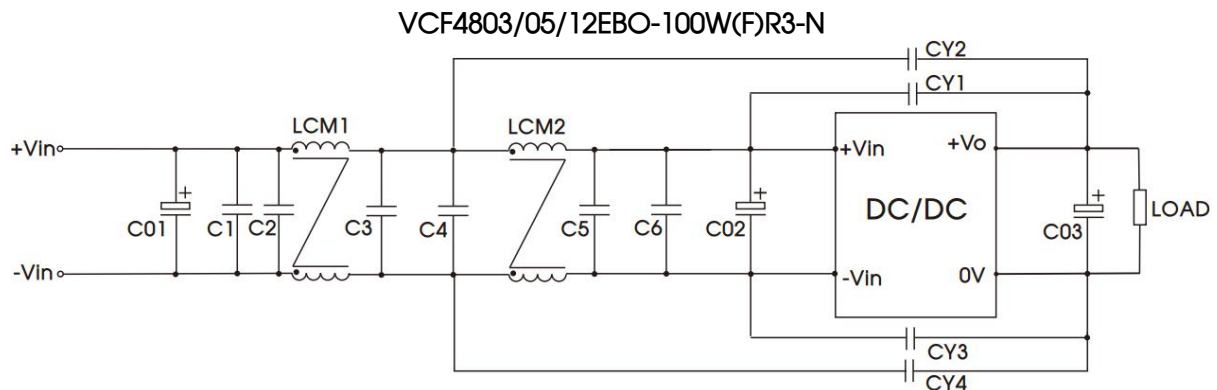 VCF4803/05/12EBO-100W(F)R3-N
CY2
CY1
LCM1
LCM2
+Vin
+Vin
+Vo
+
+
+
C01
C1
C2
C3
C4
C5
C6
C02
DC/DC
C03
LOAD
-Vin
-Vin
0V
CY3
CY4